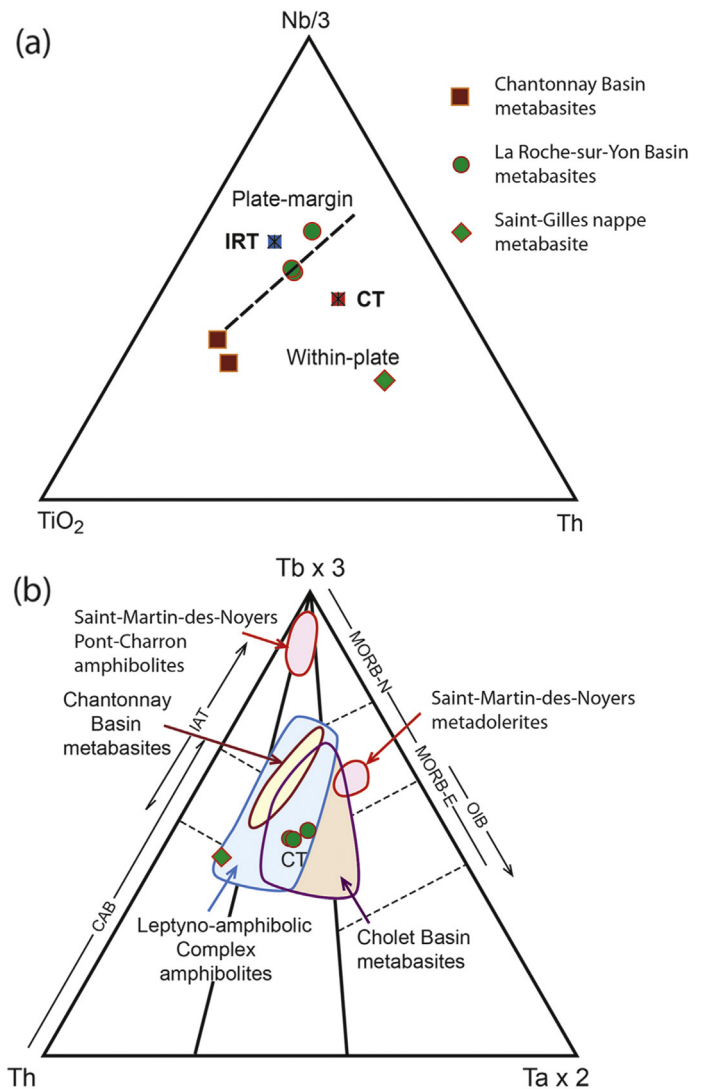 (a)
Nb/3
Chantonnay Basin
metabasites
La Roche-sur-Yon Basin
metabasites
Saint-Gilles nappe
metabasite
Plate-margin
IRT
CT
Within-plate
TiO₂
Th
(b)
Tb x 3
Saint-Martin-des-Noyers
Pont-Charron
amphibolites
MORB-N
Chantonnay
Basin
metabasites
IAT
Saint-Martin-des-Noyers
metadolerites
MORB-E
OIB
CT
CAB
Leptyno-amphibolic
Complex
amphibolites
Cholet Basin
metabasites
Th
Ta x 2